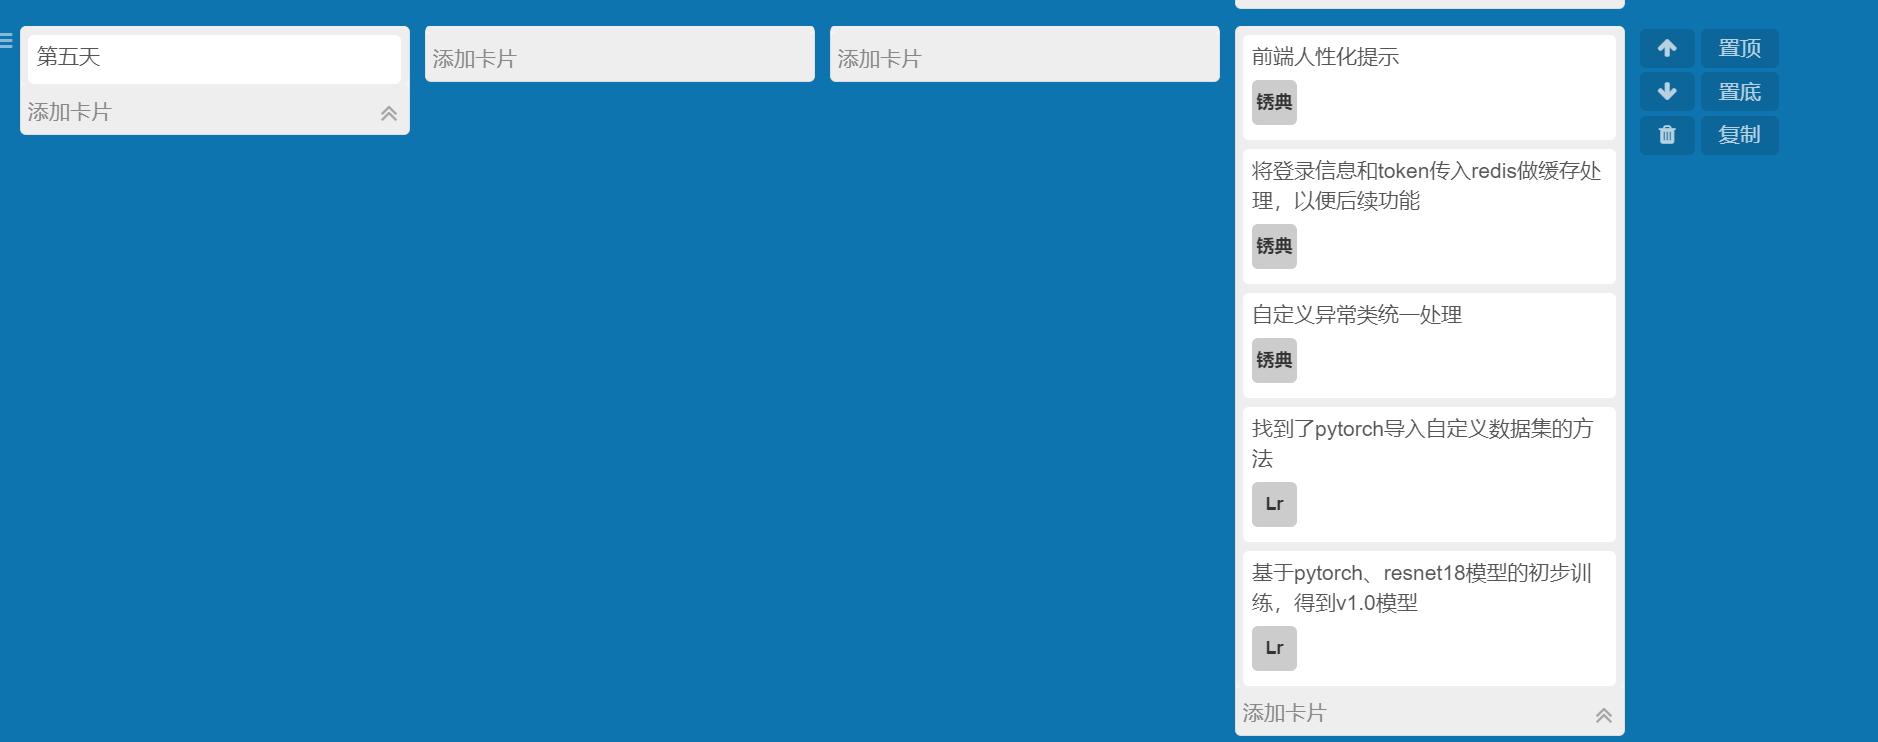 第五天
添加卡片
添加卡片
添加卡片
前端人性化提示
锈典
将登录信息和token传入redis做缓存处
理，以便后续功能
锈典
自定义异常类统一处理
锈典
找到了pytorch导入自定义数据集的方
法
Lr
基于pytorch、resnet18模型的初步训
练，得到v1.0模型
Lr
添加卡片
置顶
置底
复制